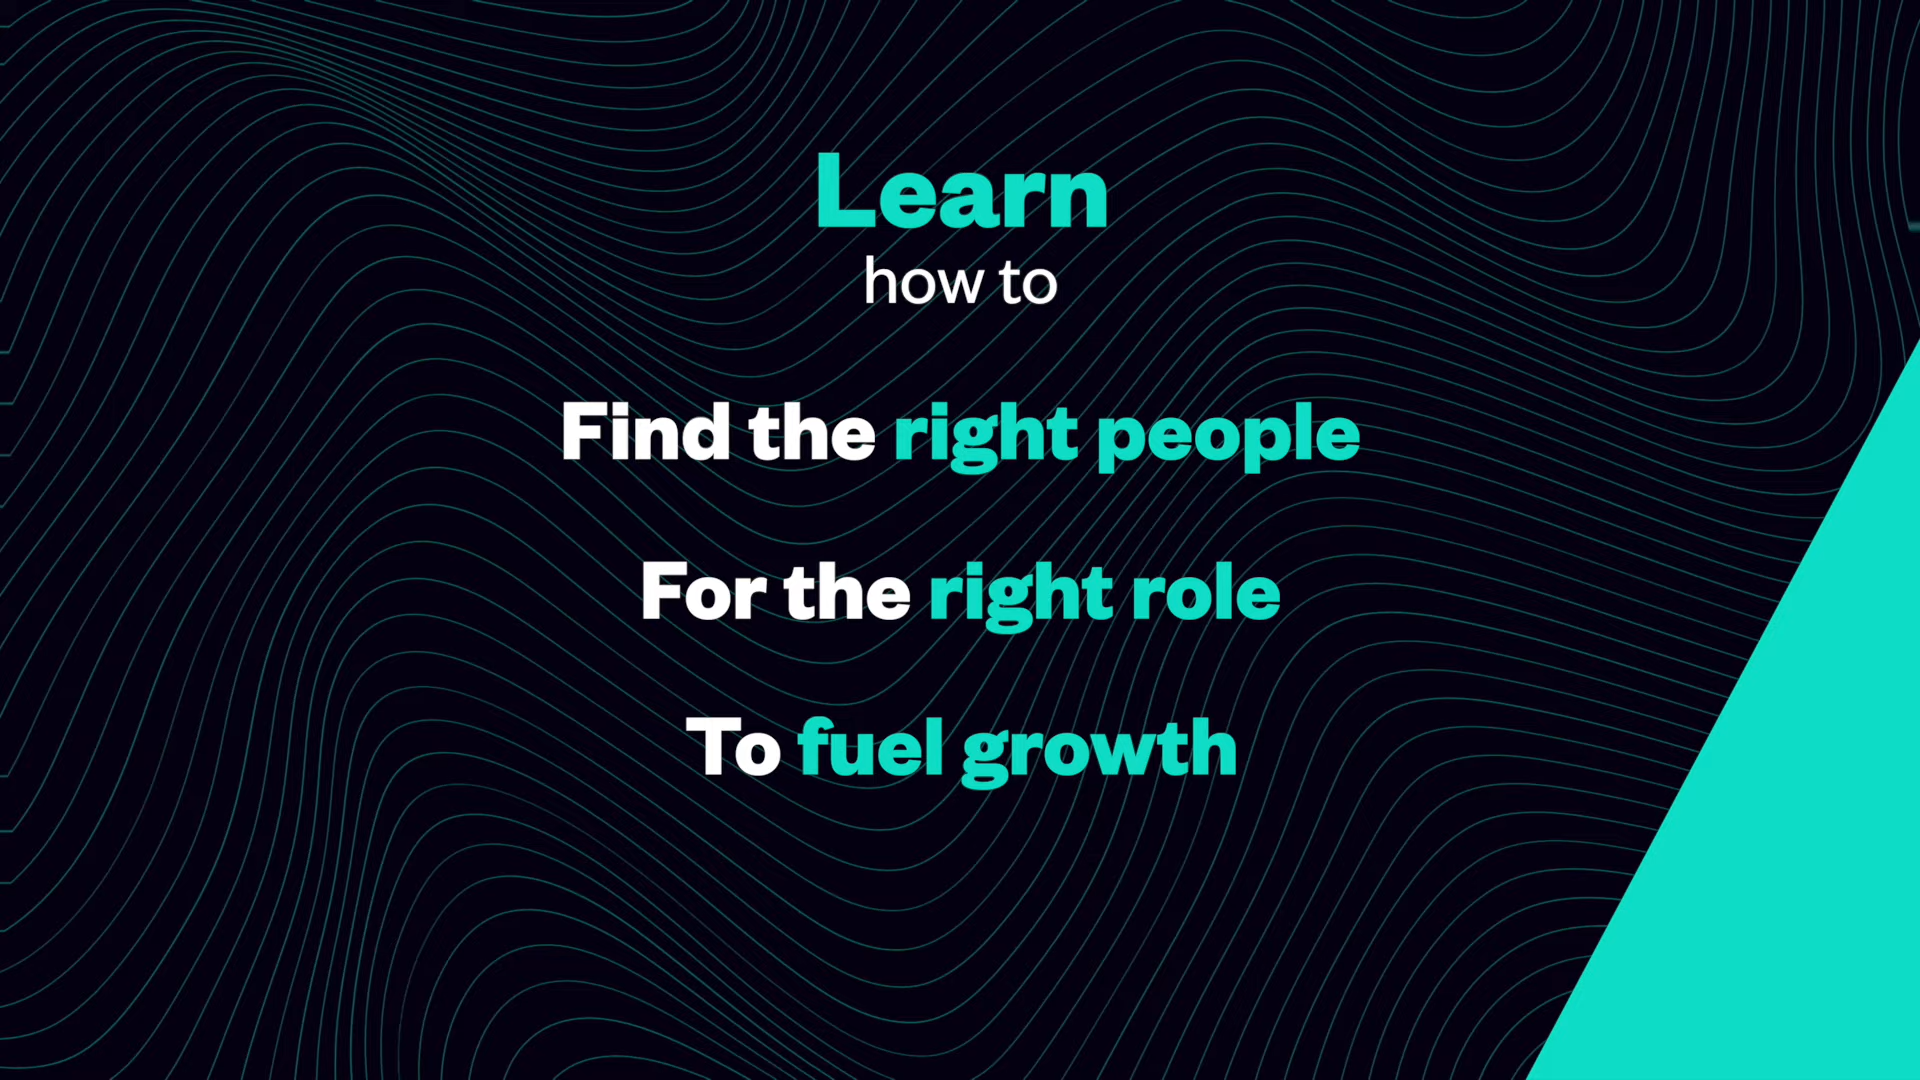 Learn
how to
Find the right people
For the right role
To fuel growth